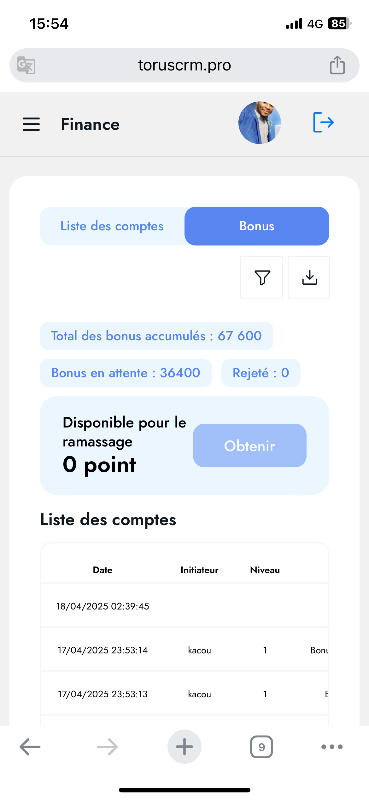 15:54 4G 85
toruscrm.pro
Finance
Liste des comptes Bonus
Total des bonus accumulés : 67 600
Bonus en attente : 36400 Rejeté : 0
Disponible pour le
ramassage
0 point
Obtenir
Liste des comptes
Date Initiateur Niveau
18/04/2025 02:39:45
17/04/2025 23:53:14 kacou 1 Bonu
17/04/2025 23:53:13 kacou 1
9